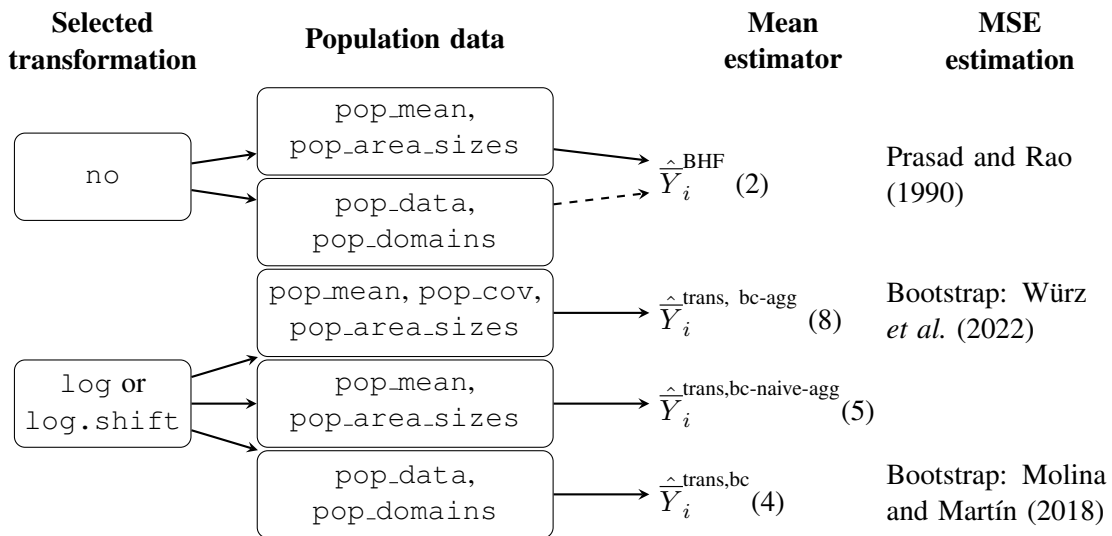 Selected transformation
Population data
Mean estimator
MSE estimation
no
pop_mean,
pop_area_sizes
pop_data,
pop_domains
Ŷ̅_i^BHF (2)
Prasad and Rao
(1990)
log or
log.shift
pop_mean, pop_cov,
pop_area_sizes
Ŷ̅_i^trans, bc-agg (8)
Bootstrap: Würz
et al. (2022)
pop_mean,
pop_area_sizes
Ŷ̅_i^trans,bc-naive-agg (5)
pop_data,
pop_domains
Ŷ̅_i^trans,bc (4)
Bootstrap: Molina
and Martín (2018)